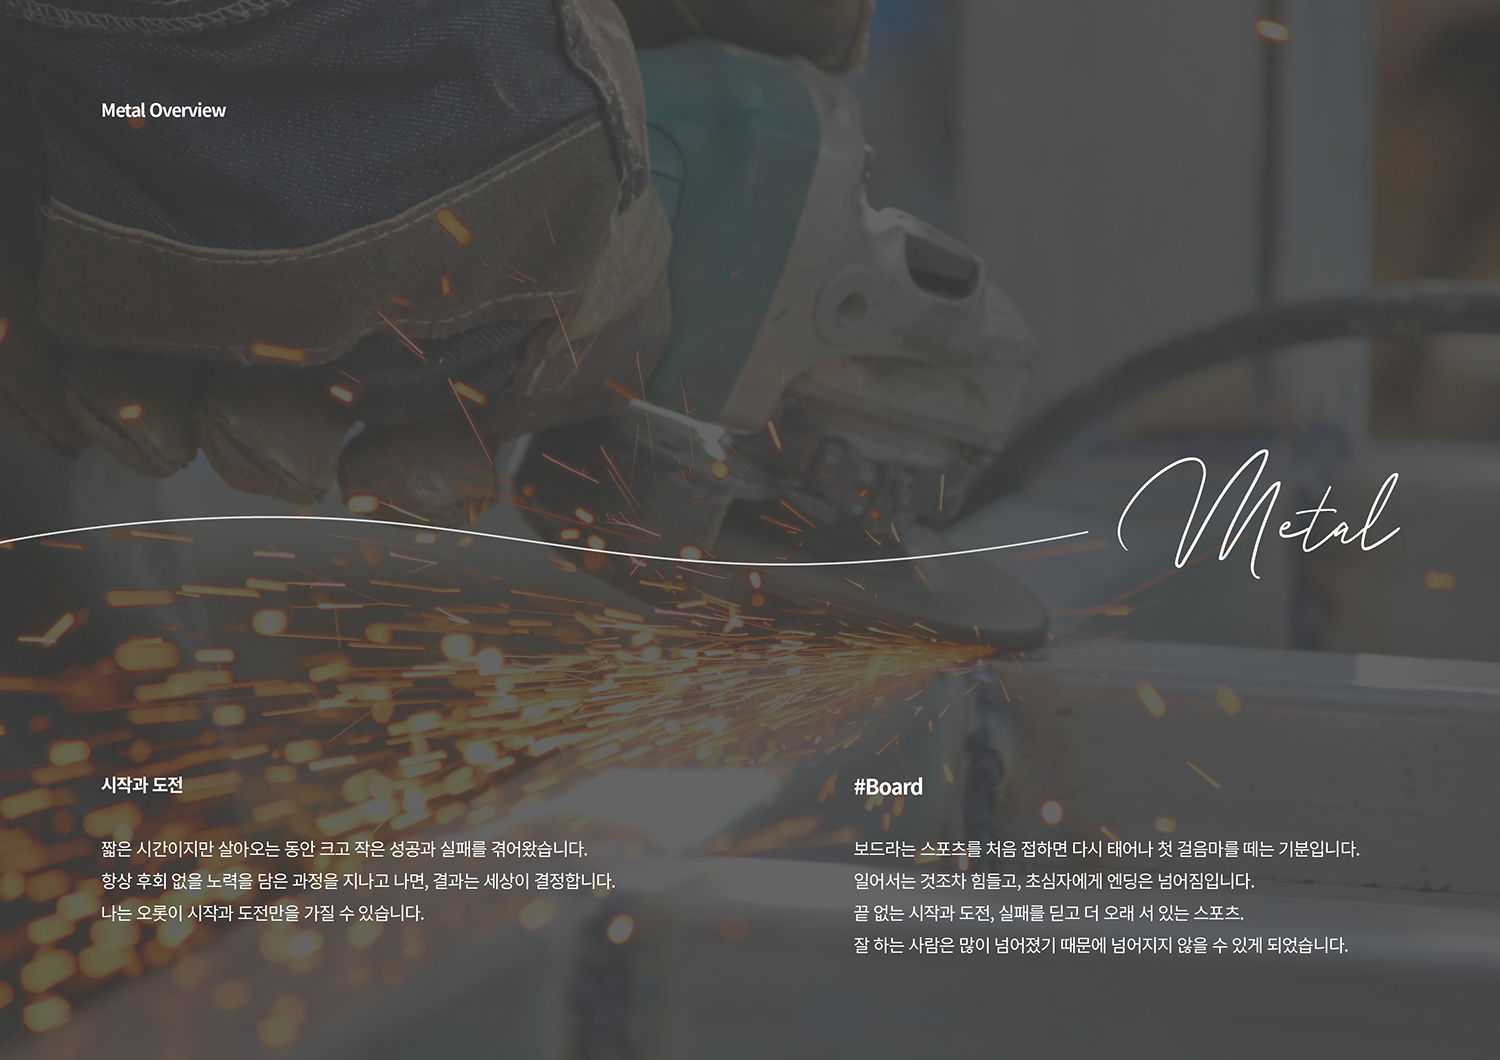 Metal Overview
Metal
시작과 도전
짧은 시간이지만 살아오는 동안 크고 작은 성공과 실패를 겪어왔습니다.
항상 후회 없을 노력을 담은 과정을 지나고 나면, 결과는 세상이 결정합니다.
나는 오롯이 시작과 도전만을 가질 수 있습니다.
#Board
보드라는 스포츠를 처음 접하면 다시 태어나 첫 걸음마를 떼는 기분입니다.
일어서는 것조차 힘들고, 초심자에게 엔딩은 넘어짐입니다.
끝 없는 시작과 도전, 실패를 딛고 더 오래 서 있는 스포츠.
잘 하는 사람은 많이 넘어졌기 때문에 넘어지지 않을 수 있게 되었습니다.